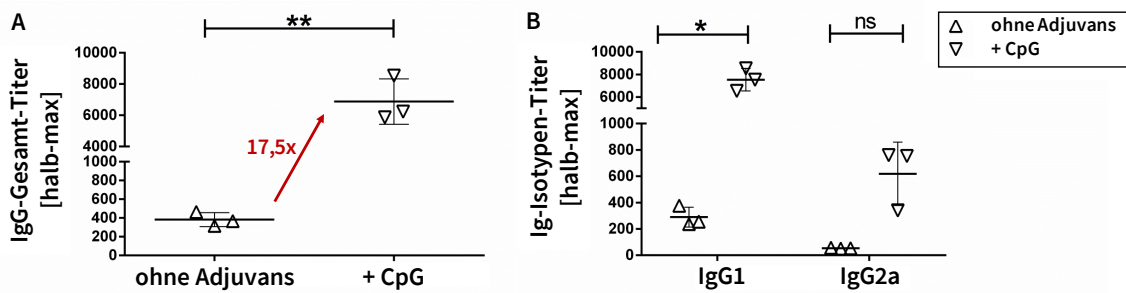 A
IgG-Gesamt-Titer
[halb-max]
**
10000
8000
6000
4000
1000
800
600
400
200
0
17,5x
ohne Adjuvans
+ CpG
B
Ig-Isotypen-Titer
[halb-max]
*
ns
10000
8000
6000
1000
800
600
400
200
0
IgG1
IgG2a
ohne Adjuvans
+ CpG